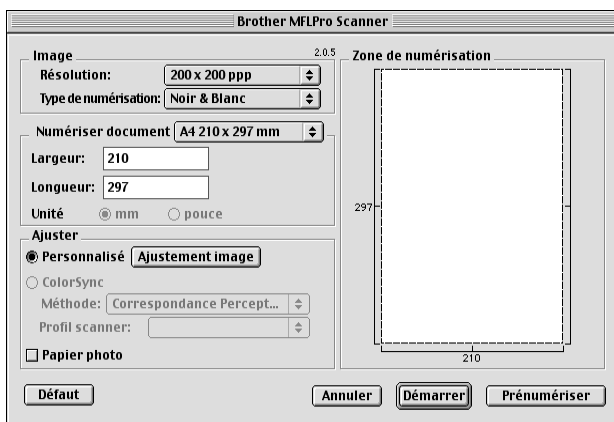 Brother MFLPro Scanner
Image 2.0.5
Résolution: 200 x 200 ppp
Type de numérisation: Noir & Blanc
Numériser document A4 210 x 297 mm
Largeur: 210
Longueur: 297
Unité mm pouce
Ajuster
Personnalisé Ajustement image
ColorSync
Méthode: Correspondance Percept...
Profil scanner:
Papier photo
Zone de numérisation
297
210
Défaut Annuler Démarrer Prénumériser